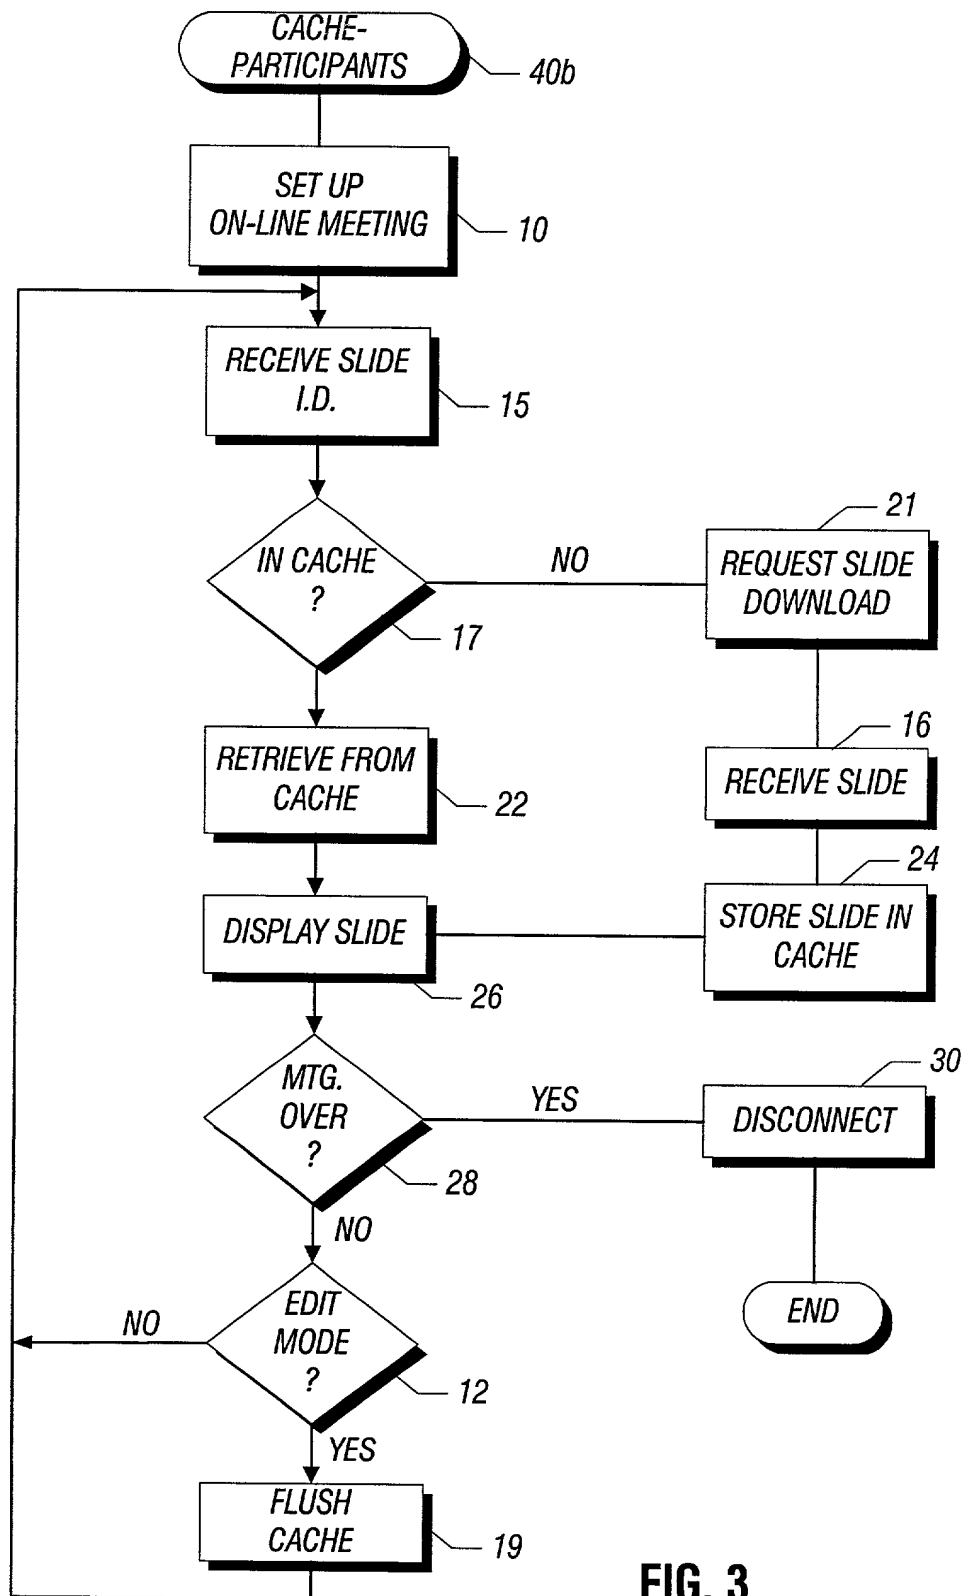 CACHE-
PARTICIPANTS
40b
SET UP
ON-LINE MEETING
10
RECEIVE SLIDE
I.D.
15
IN CACHE
?
17
NO
21
REQUEST SLIDE
DOWNLOAD
RETRIEVE FROM
CACHE
22
16
RECEIVE SLIDE
24
STORE SLIDE IN
CACHE
DISPLAY SLIDE
26
MTG.
OVER
?
28
YES
30
DISCONNECT
END
NO
EDIT
MODE
?
12
NO
YES
FLUSH
CACHE
19
FIG. 3